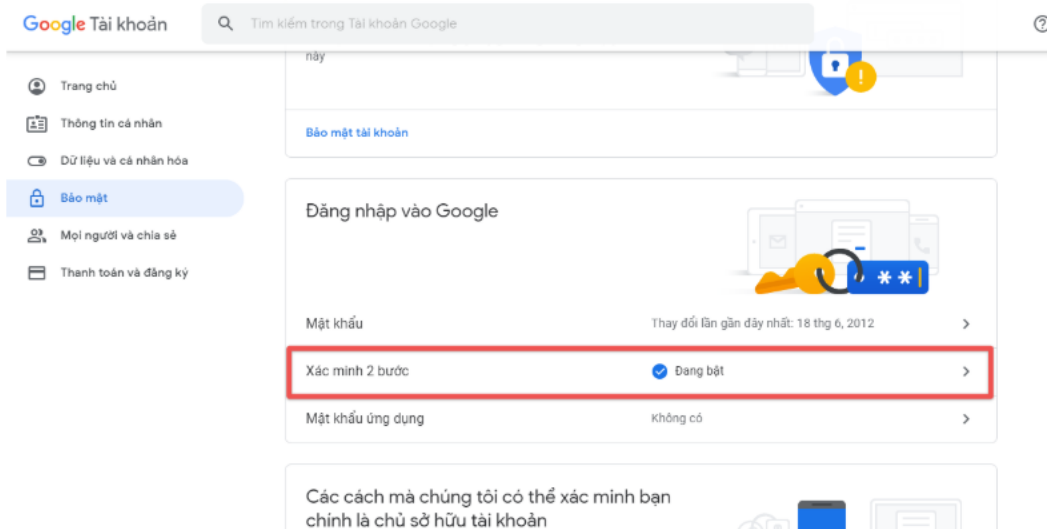 Google Tài khoản
Tìm kiếm trong Tài khoản Google
này
Trang chủ
Thông tin cá nhân
Dữ liệu và cá nhân hóa
Bảo mật
Mọi người và chia sẻ
Thanh toán và đăng ký
Bảo mật tài khoản
Đăng nhập vào Google
Mật khẩu
Thay đổi lần gần đây nhất: 18 thg 6, 2012
Xác minh 2 bước
Đang bật
Mật khẩu ứng dụng
Không có
Các cách mà chúng tôi có thể xác minh bạn
chính là chủ sở hữu tài khoản